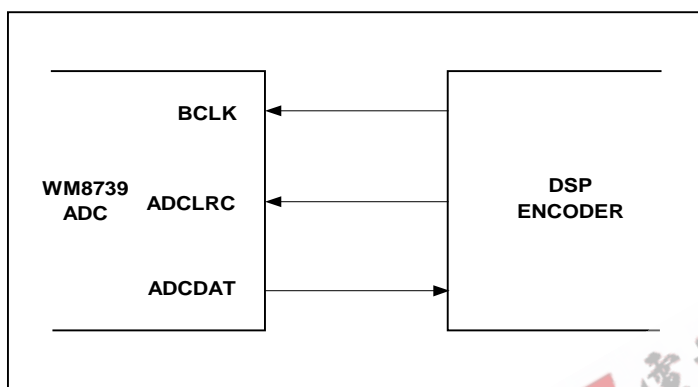 BCLK
WM8739
ADC
ADCLRC
DSP
ENCODER
ADCDAT